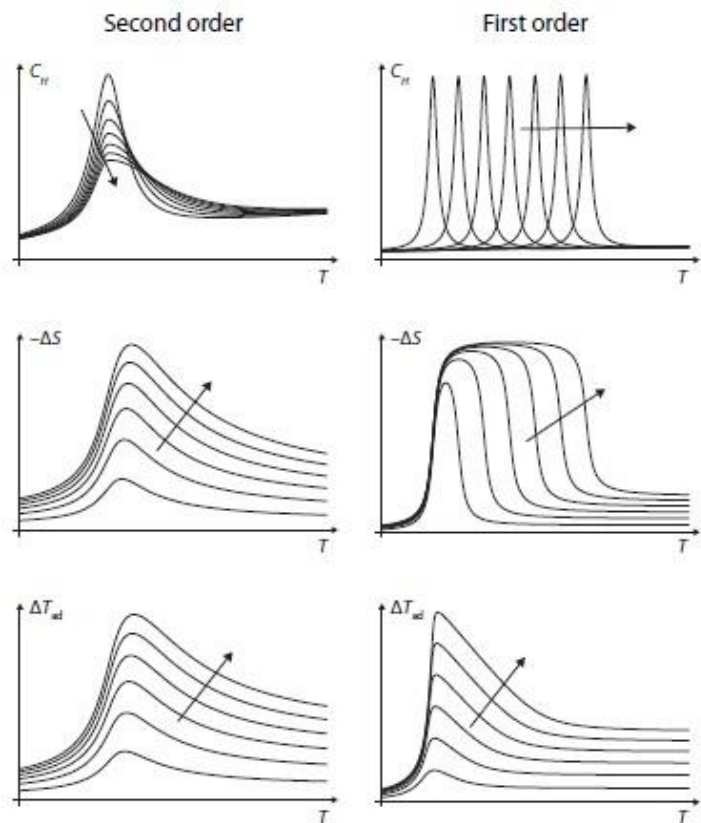 Second order
First order
C_H
T
C_H
T
−ΔS
T
−ΔS
T
ΔT_ad
T
ΔT_ad
T